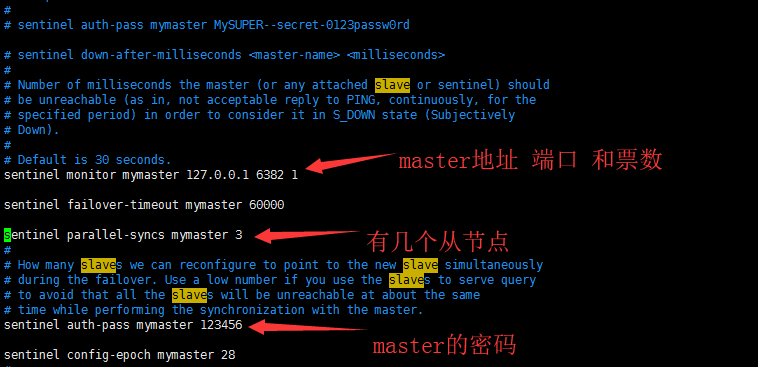 #
# sentinel auth-pass mymaster MySUPER--secret-0123passw0rd
# sentinel down-after-milliseconds <master-name> <milliseconds>
#
# Number of milliseconds the master (or any attached slave or sentinel) should
# be unreachable (as in, not acceptable reply to PING, continuously, for the
# specified period) in order to consider it in S_DOWN state (Subjectively
# Down).
#
# Default is 30 seconds.
sentinel monitor mymaster 127.0.0.1 6382 1
master地址 端口 和票数
sentinel failover-timeout mymaster 60000
sentinel parallel-syncs mymaster 3
有几个从节点
#
# How many slaves we can reconfigure to point to the new slave simultaneously
# during the failover. Use a low number if you use the slaves to serve query
# to avoid that all the slaves will be unreachable at about the same
# time while performing the synchronization with the master.
sentinel auth-pass mymaster 123456
master的密码
sentinel config-epoch mymaster 28
#